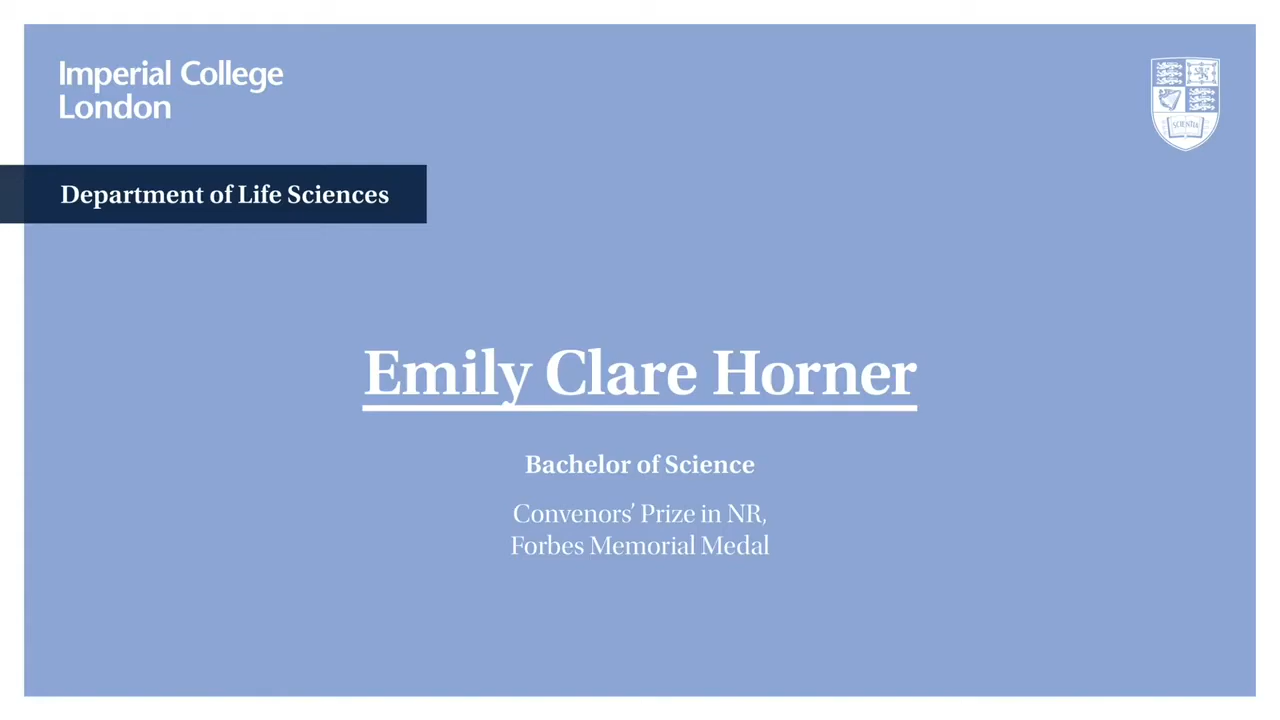 Imperial College
London
SCIENTIA
Department of Life Sciences
Emily Clare Horner
Bachelor of Science
Convenors’ Prize in NR,
Forbes Memorial Medal